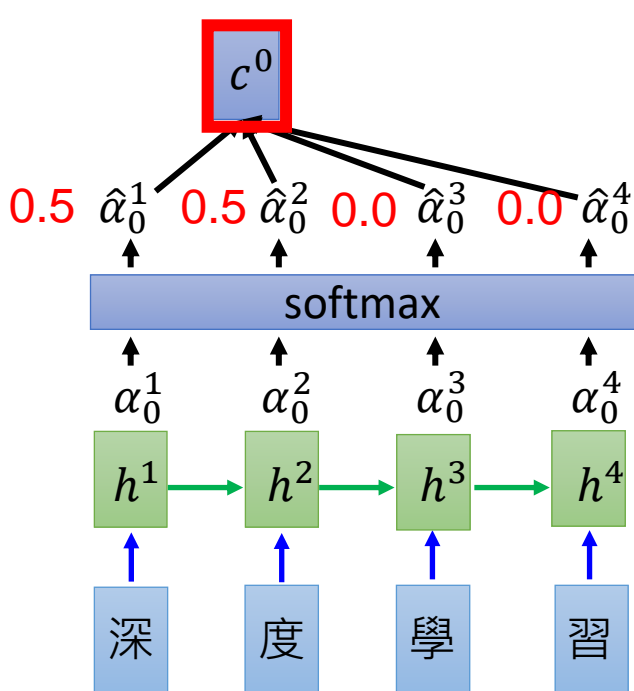 c⁰
0.5 α̂₀¹ 0.5 α̂₀² 0.0 α̂₀³ 0.0 α̂₀⁴
softmax
α₀¹ α₀² α₀³ α₀⁴
h¹ h² h³ h⁴
深 度 學 習